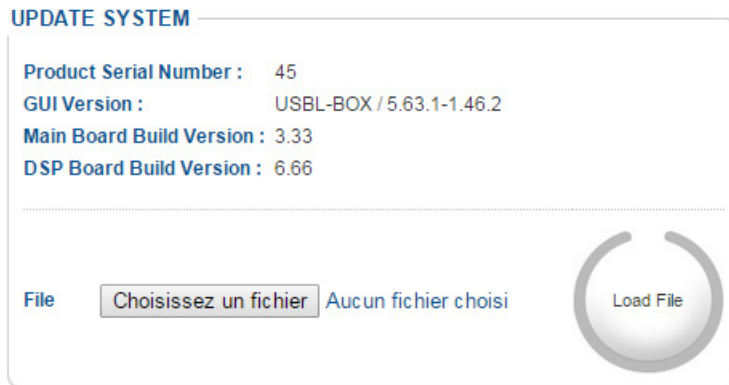 UPDATE SYSTEM
Product Serial Number : 45
GUI Version : USBL-BOX / 5.63.1-1.46.2
Main Board Build Version : 3.33
DSP Board Build Version : 6.66
File Choisissez un fichier Aucun fichier choisi Load File